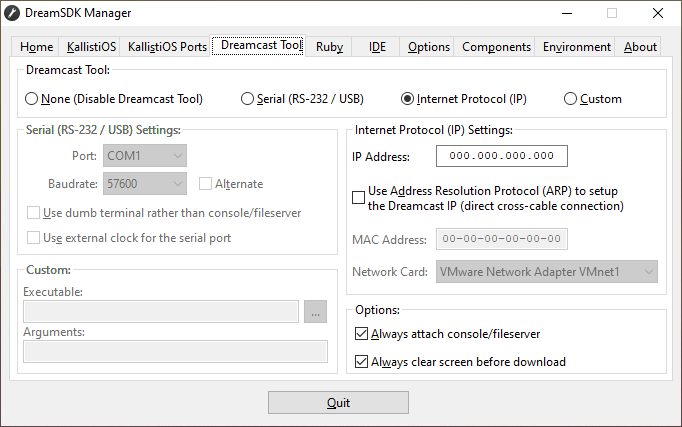 DreamSDK Manager
Home KallistiOS KallistiOS Ports Dreamcast Tool Ruby IDE Options Components Environment About
Dreamcast Tool:
None (Disable Dreamcast Tool) Serial (RS-232 / USB) Internet Protocol (IP) Custom
Serial (RS-232 / USB) Settings:
Port: COM1
Baudrate: 57600 Alternate
Use dumb terminal rather than console/fileserver
Use external clock for the serial port
Custom:
Executable:
...
Arguments:
Internet Protocol (IP) Settings:
IP Address: 000.000.000.000
Use Address Resolution Protocol (ARP) to setup
the Dreamcast IP (direct cross-cable connection)
MAC Address: 00-00-00-00-00-00
Network Card: VMware Network Adapter VMnet1
Options:
Always attach console/fileserver
Always clear screen before download
Quit